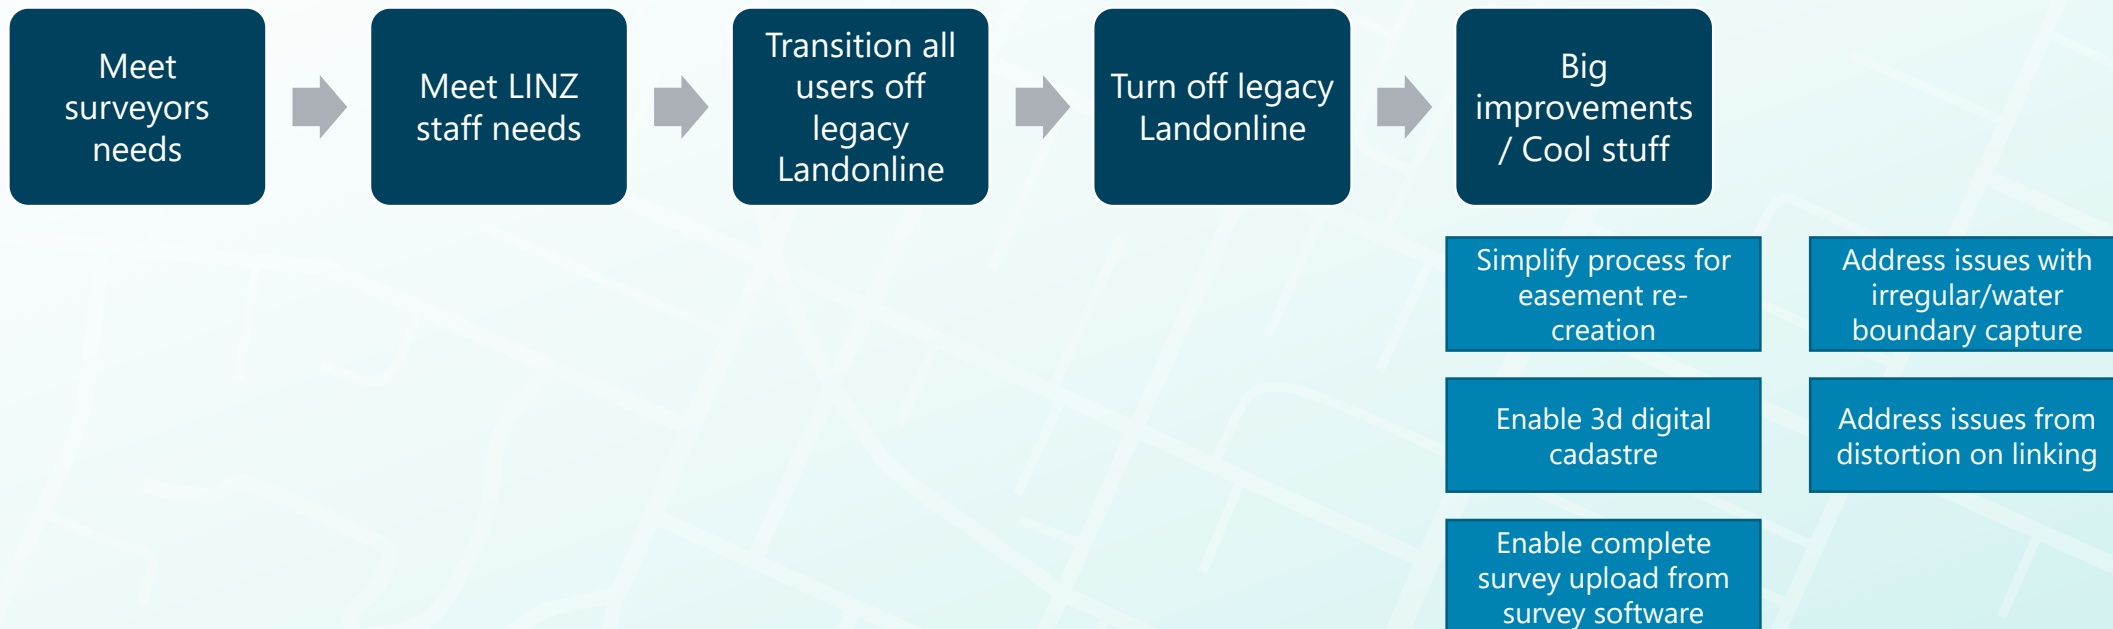 Meet
surveyors
needs
Meet LINZ
staff needs
Transition all
users off
legacy
Landonline
Turn off legacy
Landonline
Big
improvements
/ Cool stuff
Simplify process for
easement re-
creation
Address issues with
irregular/water
boundary capture
Enable 3d digital
cadastre
Address issues from
distortion on linking
Enable complete
survey upload from
survey software